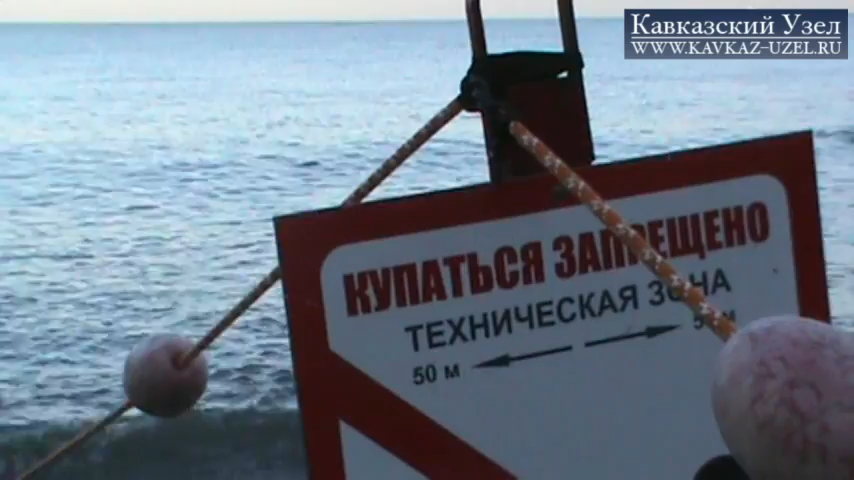 Кавказский Узел
WWW.KAVKAZ-UZEL.RU
КУПАТЬСЯ ЗАПРЕЩЕНО
ТЕХНИЧЕСКАЯ ЗОНА
50 м